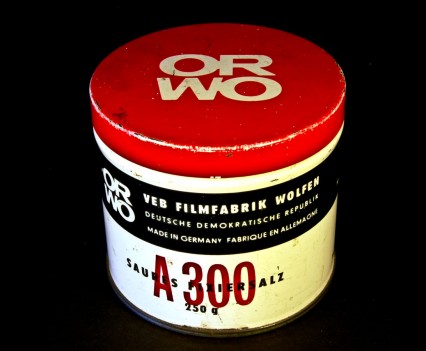 OR
WO
OR
WO
VEB FILMFABRIK WOLFEN
DEUTSCHE DEMOKRATISCHE REPUBLIK
MADE IN GERMANY FABRIQUE EN ALLEMAGNE
SAURES FIXIERSALZ
A 300
250 g